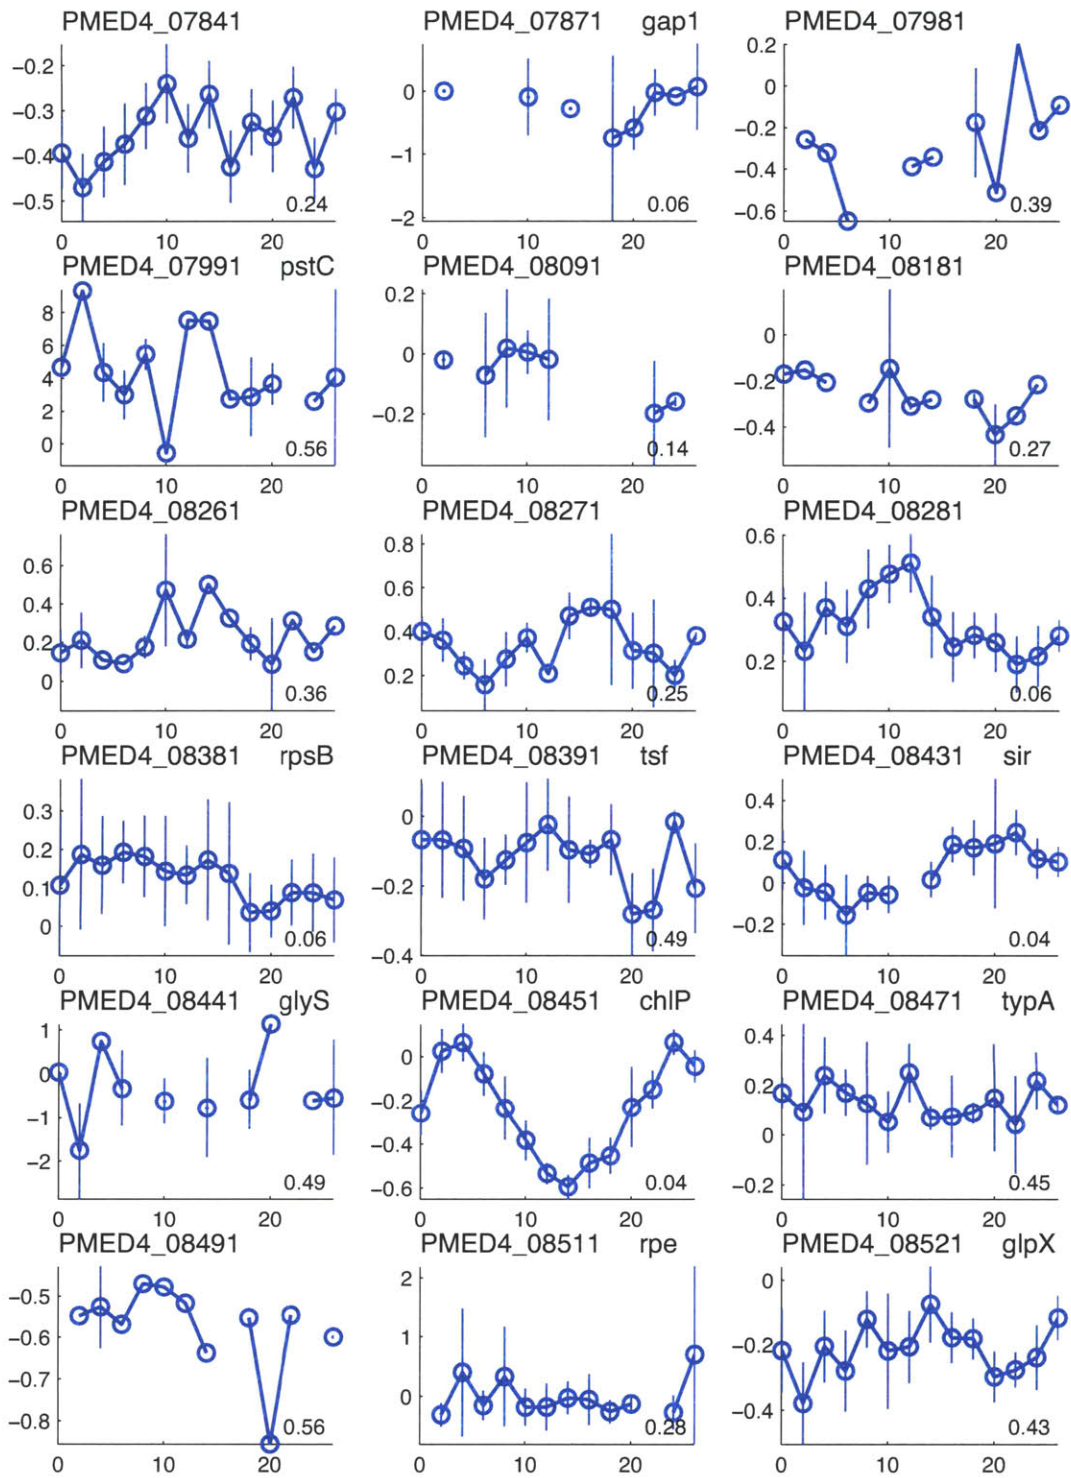 PMED4_07841 PMED4_07871 gap1 PMED4_07981
−0.2 −0.3 −0.4 −0.5 0.24 0 −1 −2 0.06 0.2 0 −0.2 −0.4 −0.6 0.39
0 10 20 0 10 20 0 10 20
PMED4_07991 pstC PMED4_08091 PMED4_08181
8 6 4 2 0 0.56 0.2 0 −0.2 0.14 0 −0.2 −0.4 0.27
0 10 20 0 10 20 0 10 20
PMED4_08261 PMED4_08271 PMED4_08281
0.6 0.4 0.2 0 0.36 0.8 0.6 0.4 0.2 0.25 0.6 0.4 0.2 0.06
0 10 20 0 10 20 0 10 20
PMED4_08381 rpsB PMED4_08391 tsf PMED4_08431 sir
0.3 0.2 0.1 0 0.06 0 −0.2 −0.4 0.49 0.4 0.2 0 −0.2 0.04
0 10 20 0 10 20 0 10 20
PMED4_08441 glyS PMED4_08451 chlP PMED4_08471 typA
1 0 −1 −2 0.49 0 −0.2 −0.4 −0.6 0.04 0.4 0.2 0 −0.2 0.45
0 10 20 0 10 20 0 10 20
PMED4_08491 PMED4_08511 rpe PMED4_08521 glpX
−0.5 −0.6 −0.7 −0.8 0.56 2 1 0 0.28 0 −0.2 −0.4 0.43
0 10 20 0 10 20 0 10 20